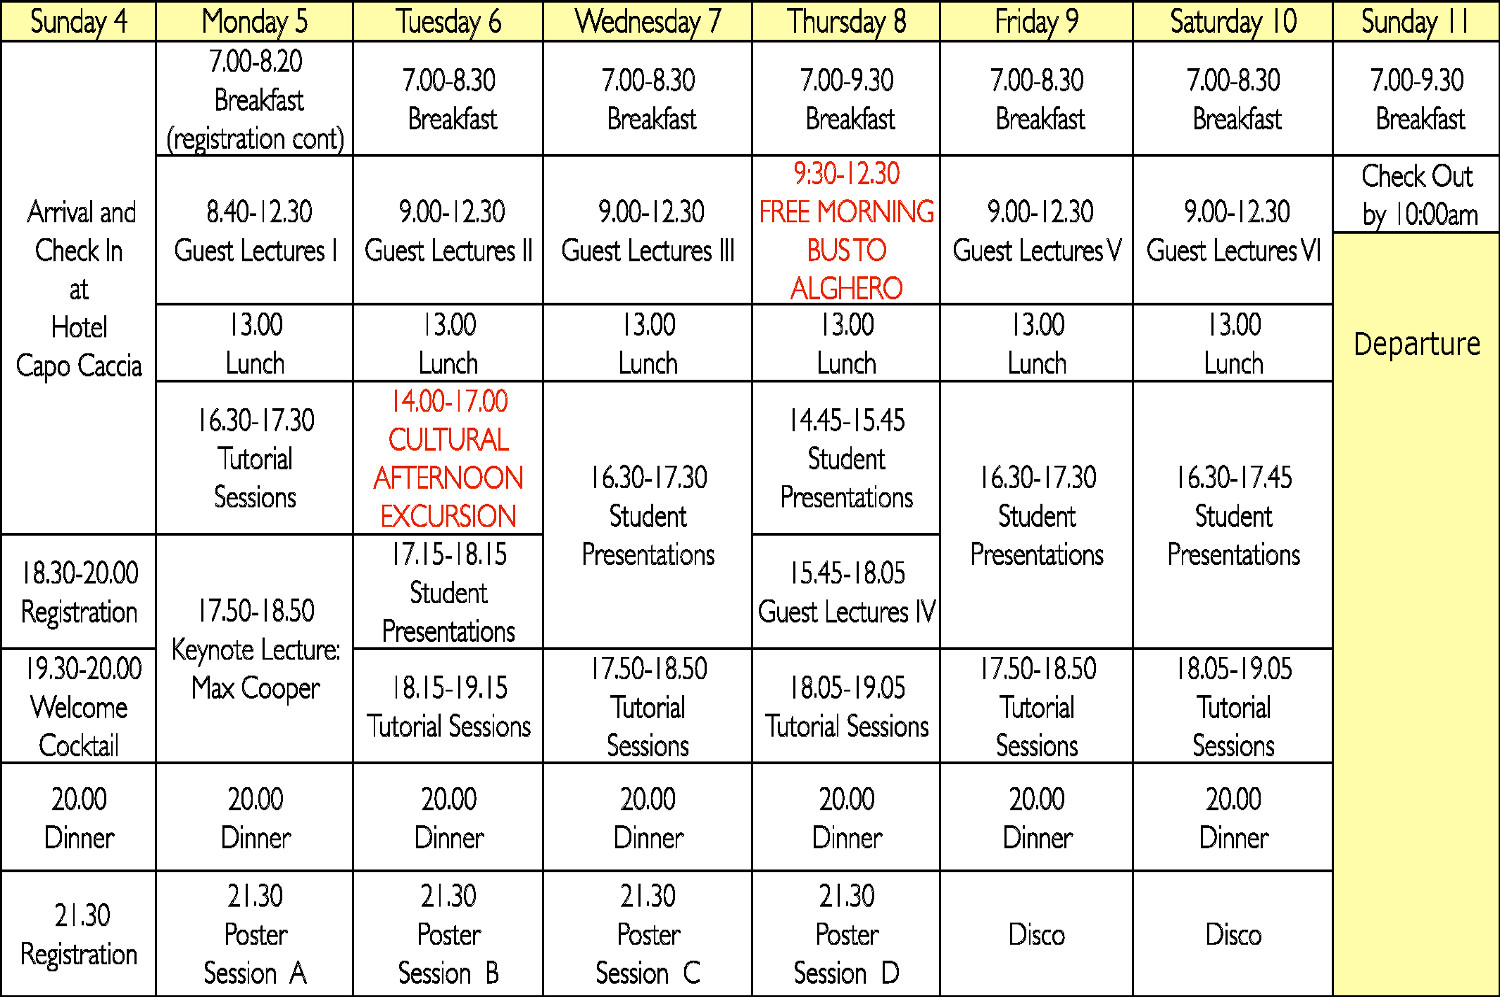 Sunday 4
Monday 5
Tuesday 6
Wednesday 7
Thursday 8
Friday 9
Saturday 10
Sunday 11
Arrival and
Check In
at
Hotel
Capo Caccia
7.00-8.20
Breakfast
(registration cont)
7.00-8.30
Breakfast
7.00-8.30
Breakfast
7.00-9.30
Breakfast
7.00-8.30
Breakfast
7.00-8.30
Breakfast
7.00-9.30
Breakfast
8.40-12.30
Guest Lectures I
9.00-12.30
Guest Lectures II
9.00-12.30
Guest Lectures III
9:30-12.30
FREE MORNING
BUS TO
ALGHERO
9.00-12.30
Guest Lectures V
9.00-12.30
Guest Lectures VI
Check Out
by 10:00am
13.00
Lunch
13.00
Lunch
13.00
Lunch
13.00
Lunch
13.00
Lunch
13.00
Lunch
Departure
16.30-17.30
Tutorial
Sessions
14.00-17.00
CULTURAL
AFTERNOON
EXCURSION
16.30-17.30
Student
Presentations
14.45-15.45
Student
Presentations
16.30-17.30
Student
Presentations
16.30-17.45
Student
Presentations
18.30-20.00
Registration
17.50-18.50
Keynote Lecture:
Max Cooper
17.15-18.15
Student
Presentations
15.45-18.05
Guest Lectures IV
19.30-20.00
Welcome
Cocktail
18.15-19.15
Tutorial Sessions
17.50-18.50
Tutorial
Sessions
18.05-19.05
Tutorial Sessions
17.50-18.50
Tutorial
Sessions
18.05-19.05
Tutorial
Sessions
20.00
Dinner
20.00
Dinner
20.00
Dinner
20.00
Dinner
20.00
Dinner
20.00
Dinner
20.00
Dinner
21.30
Registration
21.30
Poster
Session A
21.30
Poster
Session B
21.30
Poster
Session C
21.30
Poster
Session D
Disco
Disco